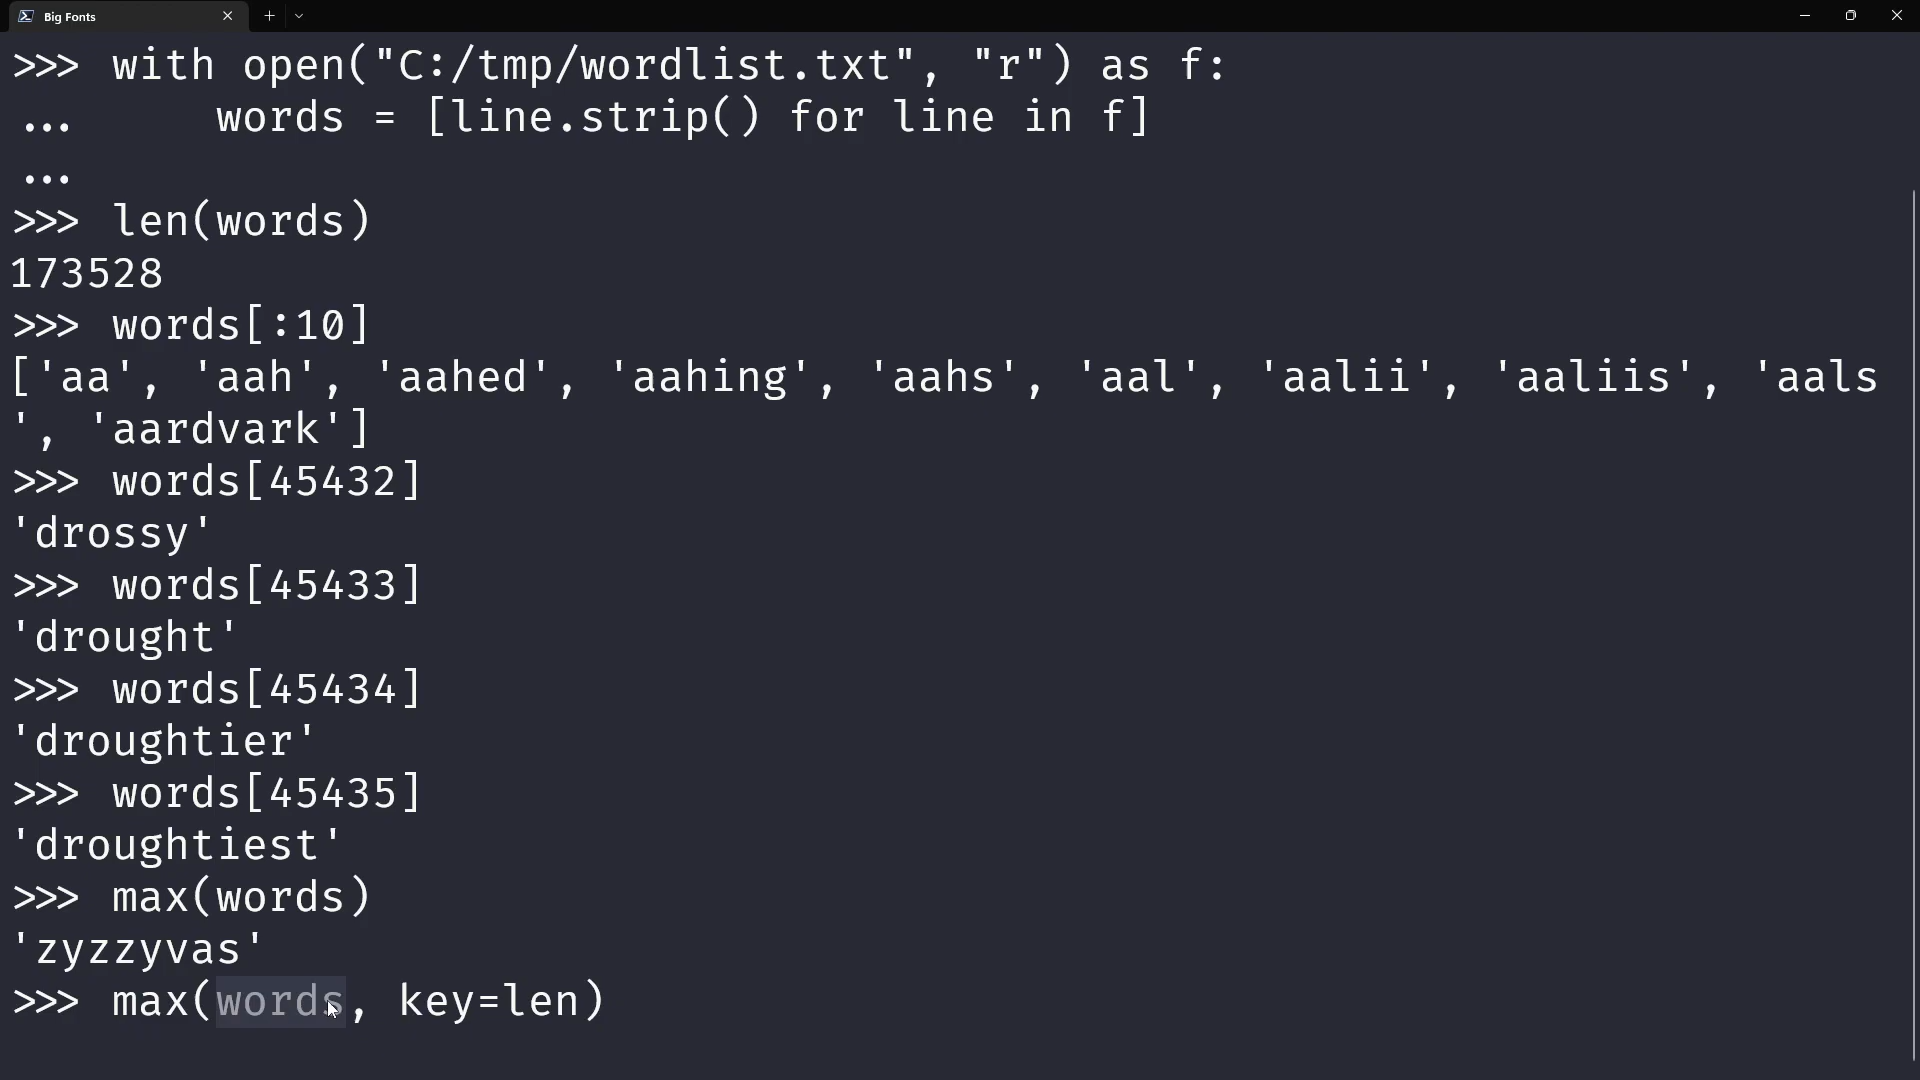 Big Fonts
>>> with open("C:/tmp/wordlist.txt", "r") as f:
...     words = [line.strip() for line in f]
...
>>> len(words)
173528
>>> words[:10]
['aa', 'aah', 'aahed', 'aahing', 'aahs', 'aal', 'aalii', 'aaliis', 'aals
', 'aardvark']
>>> words[45432]
'drossy'
>>> words[45433]
'drought'
>>> words[45434]
'droughtier'
>>> words[45435]
'droughtiest'
>>> max(words)
'zyzzyvas'
>>> max(words, key=len)